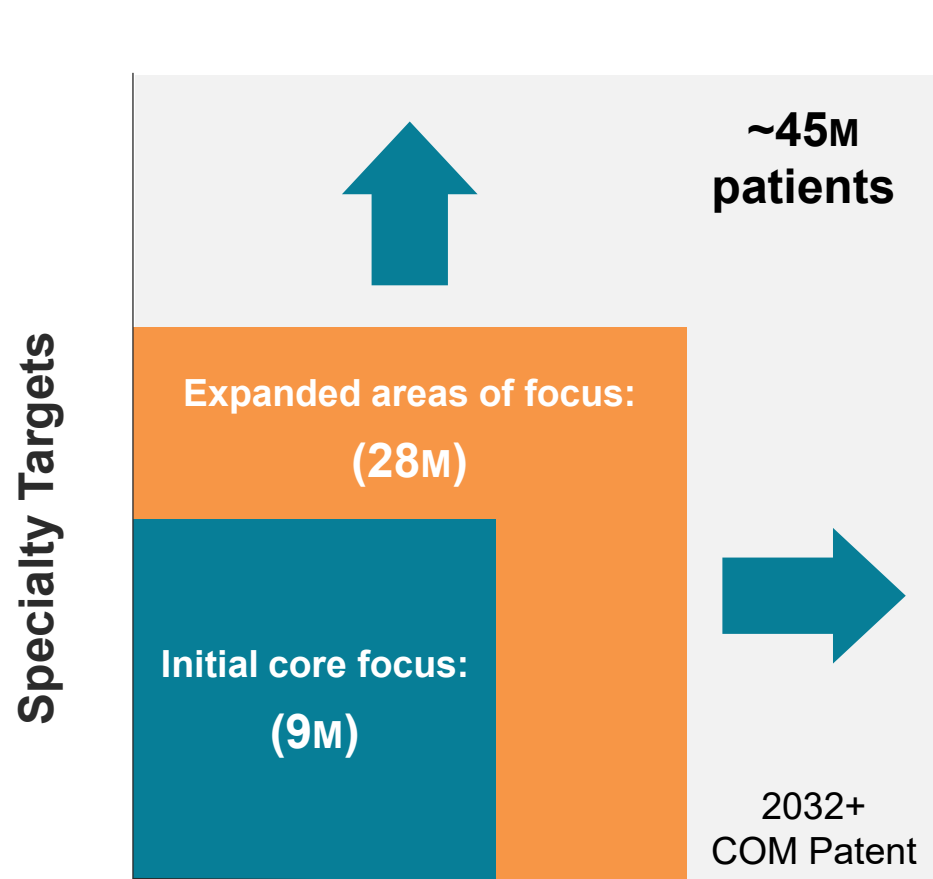 ~45M
patients
Specialty Targets
Expanded areas of focus:
(28M)
Initial core focus:
(9M)
2032+
COM Patent